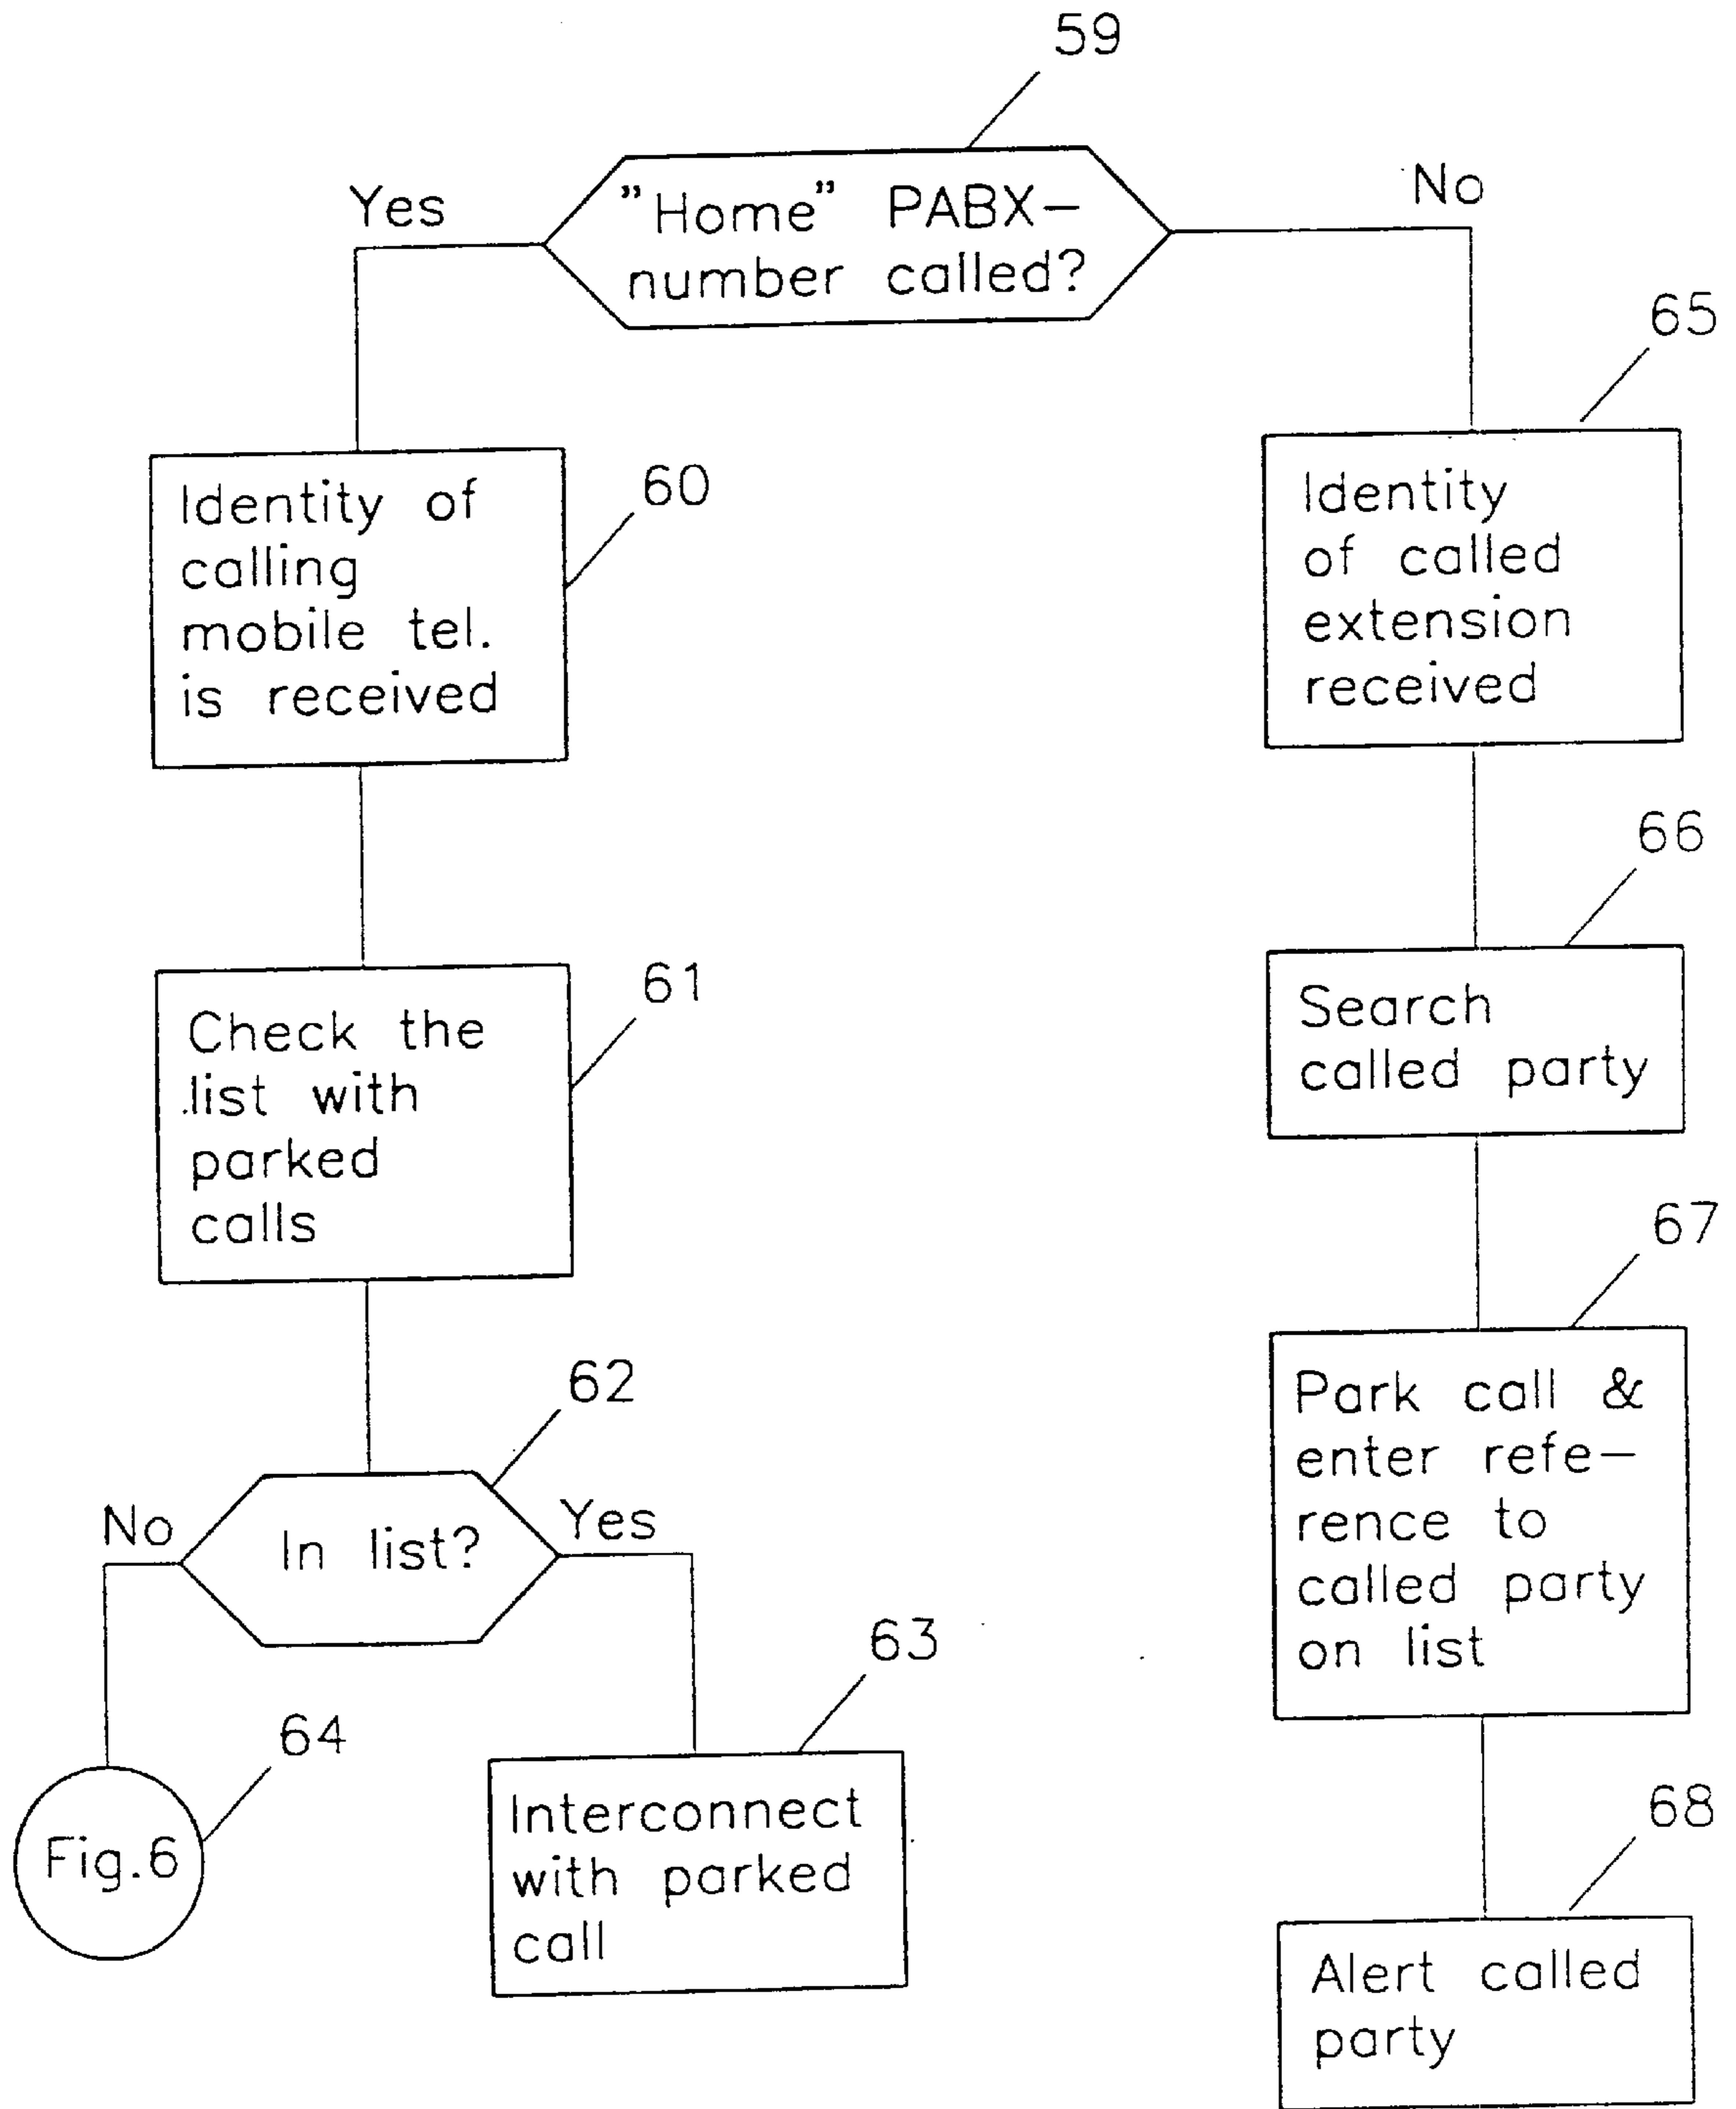 59
Yes
"Home" PABX-
number called?
No
65
Identity of
calling
mobile tel.
is received
60
Identity
of called
extension
received
66
Search
called party
61
Check the
list with
parked
calls
67
Park call &
enter refe-
rence to
called party
on list
62
No
In list?
Yes
63
64
Fig.6
Interconnect
with parked
call
68
Alert called
party